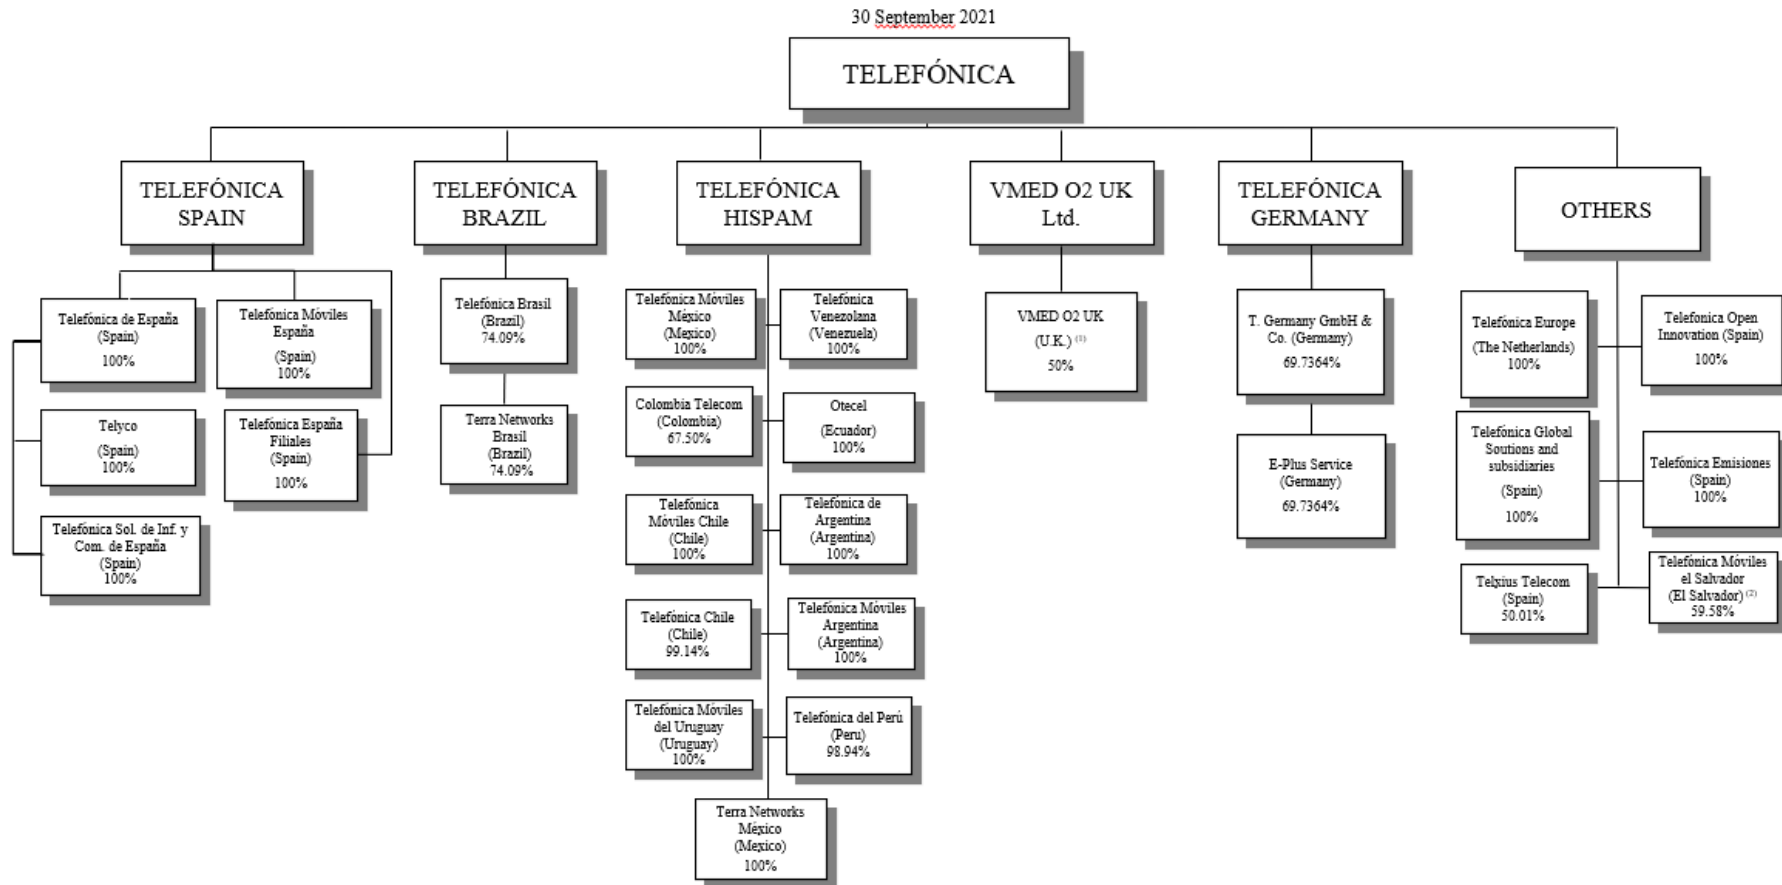 30 September 2021
TELEFÓNICA
TELEFÓNICA
SPAIN
TELEFÓNICA
BRAZIL
TELEFÓNICA
HISPAM
VMED O2 UK
Ltd.
TELEFÓNICA
GERMANY
OTHERS
Telefónica de España
(Spain)
100%
Telefónica Móviles
España
(Spain)
100%
Telyco
(Spain)
100%
Telefónica España
Filiales
(Spain)
100%
Telefónica Sol. de Inf. y
Com. de España
(Spain)
100%
Telefónica Brasil
(Brazil)
74.09%
Terra Networks
Brasil
(Brazil)
74.09%
Telefónica Móviles
México
(Mexico)
100%
Telefónica
Venezolana
(Venezuela)
100%
Colombia Telecom
(Colombia)
67.50%
Otecel
(Ecuador)
100%
Telefónica
Móviles Chile
(Chile)
100%
Telefónica de
Argentina
(Argentina)
100%
Telefónica Chile
(Chile)
99.14%
Telefónica Móviles
Argentina
(Argentina)
100%
Telefónica Móviles
del Uruguay
(Uruguay)
100%
Telefónica del Perú
(Peru)
98.94%
Terra Networks
México
(Mexico)
100%
VMED O2 UK
(U.K.) (1)
50%
T. Germany GmbH &
Co. (Germany)
69.7364%
E-Plus Service
(Germany)
69.7364%
Telefónica Europe
(The Netherlands)
100%
Telefonica Open
Innovation (Spain)
100%
Telefónica Global
Soutions and
subsidiaries
(Spain)
100%
Telefónica Emisiones
(Spain)
100%
Telxius Telecom
(Spain)
50.01%
Telefónica Móviles
el Salvador
(El Salvador) (2)
59.58%